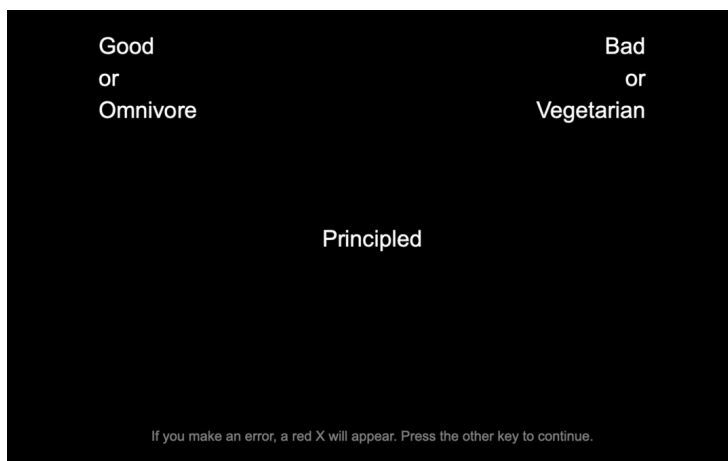 Good
or
Omnivore
Bad
or
Vegetarian
Principled
If you make an error, a red X will appear. Press the other key to continue.